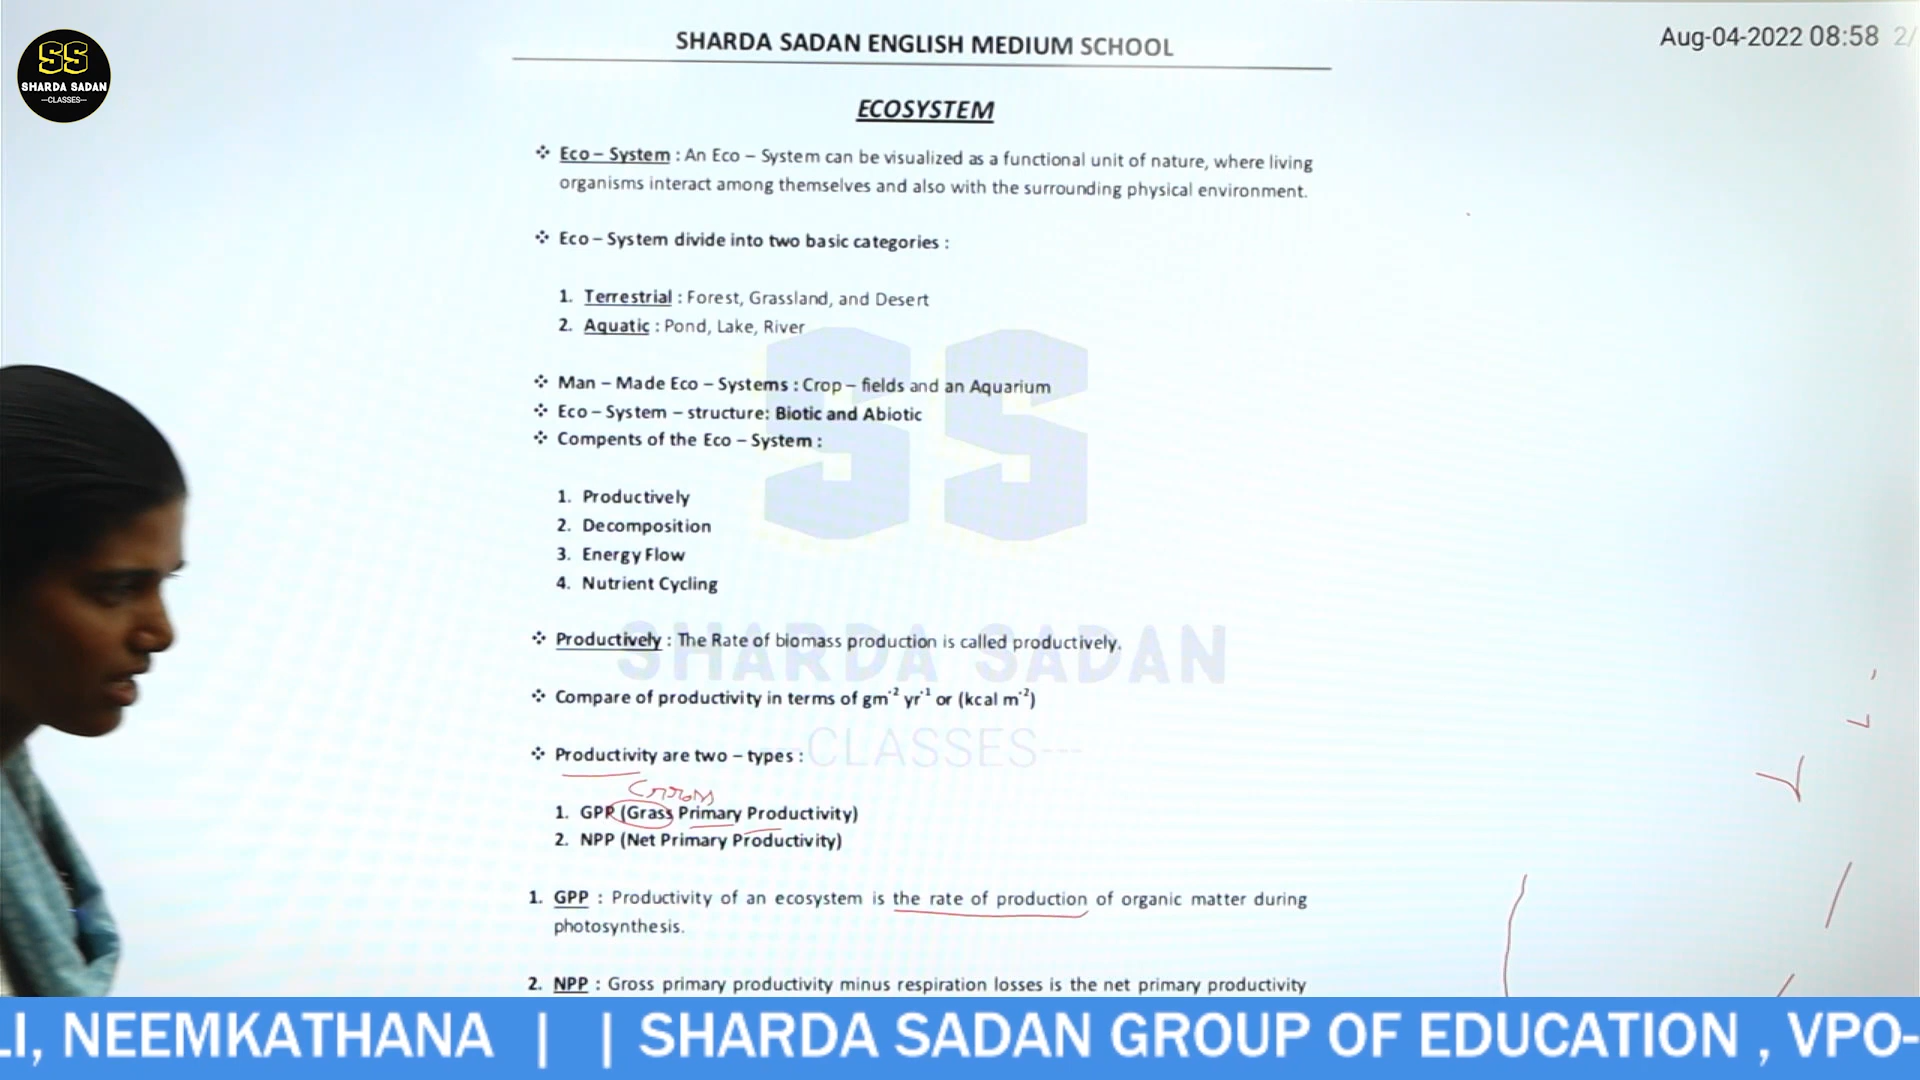 SS
SHARDA SADAN
—CLASSES—
SHARDA SADAN ENGLISH MEDIUM SCHOOL
Aug-04-2022 08:58 2/
ECOSYSTEM
❖ Eco – System : An Eco – System can be visualized as a functional unit of nature, where living
organisms interact among themselves and also with the surrounding physical environment.
❖ Eco – System divide into two basic categories :
1. Terrestrial : Forest, Grassland, and Desert
2. Aquatic : Pond, Lake, River
❖ Man – Made Eco – Systems : Crop – fields and an Aquarium
❖ Eco – System – structure: Biotic and Abiotic
❖ Compents of the Eco – System :
1. Productively
2. Decomposition
3. Energy Flow
4. Nutrient Cycling
SS
SHARDA SADAN
---CLASSES---
❖ Productively : The Rate of biomass production is called productively.
❖ Compare of productivity in terms of gm⁻² yr⁻¹ or (kcal m⁻²)
❖ Productivity are two – types :
Gross
1. GPR (Grass Primary Productivity)
2. NPP (Net Primary Productivity)
1. GPP : Productivity of an ecosystem is the rate of production of organic matter during
photosynthesis.
2. NPP : Gross primary productivity minus respiration losses is the net primary productivity
LI, NEEMKATHANA | | SHARDA SADAN GROUP OF EDUCATION , VPO-